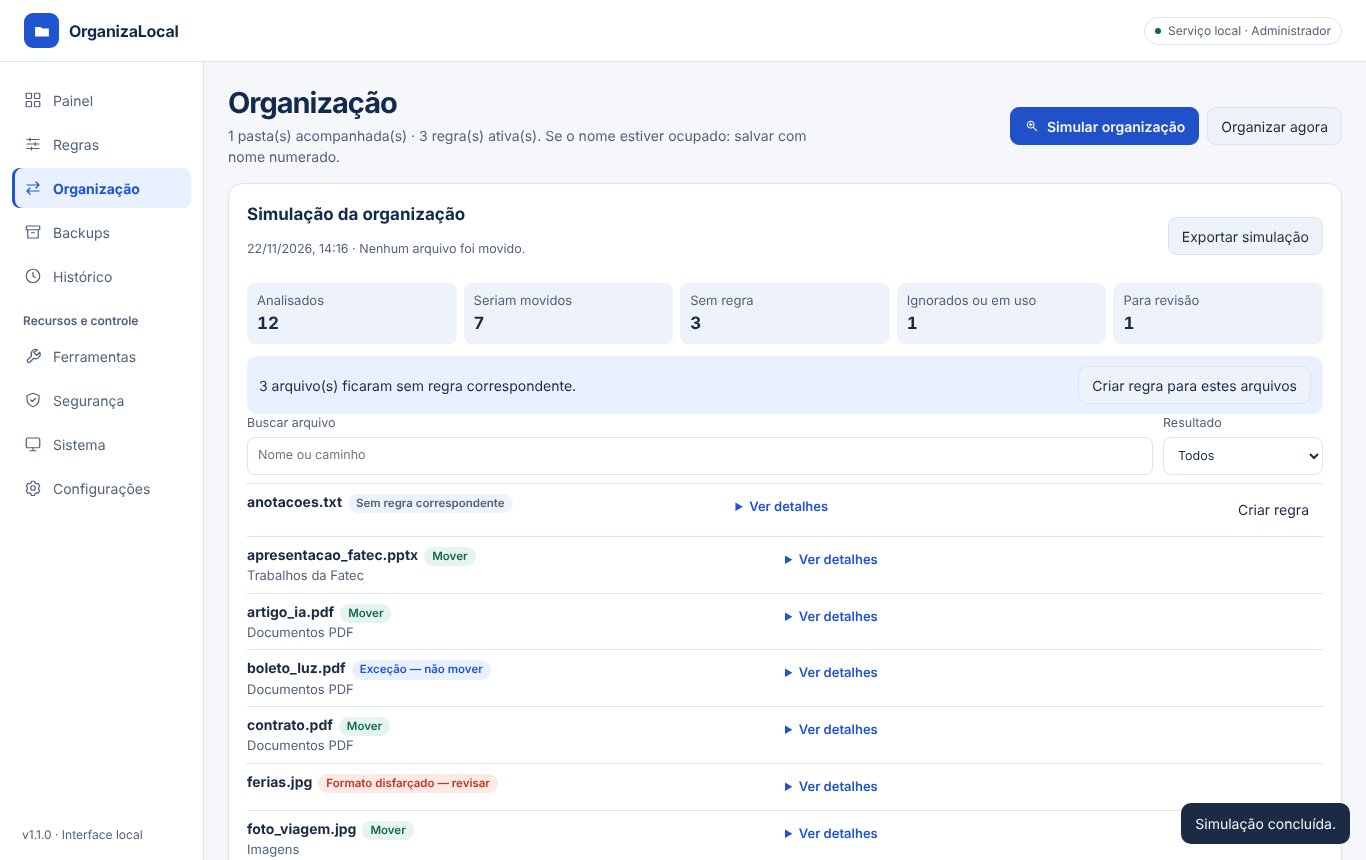 OrganizaLocal
Serviço local · Administrador
Painel
Regras
Organização
Backups
Histórico
Recursos e controle
Ferramentas
Segurança
Sistema
Configurações
v1.1.0 · Interface local
Organização
1 pasta(s) acompanhada(s) · 3 regra(s) ativa(s). Se o nome estiver ocupado: salvar com
nome numerado.
Simular organização
Organizar agora
Simulação da organização
22/11/2026, 14:16 · Nenhum arquivo foi movido.
Exportar simulação
Analisados
12
Seriam movidos
7
Sem regra
3
Ignorados ou em uso
1
Para revisão
1
3 arquivo(s) ficaram sem regra correspondente.
Criar regra para estes arquivos
Buscar arquivo
Nome ou caminho
Resultado
Todos
anotacoes.txt Sem regra correspondente
Ver detalhes
Criar regra
apresentacao_fatec.pptx Mover
Trabalhos da Fatec
Ver detalhes
artigo_ia.pdf Mover
Documentos PDF
Ver detalhes
boleto_luz.pdf Exceção — não mover
Documentos PDF
Ver detalhes
contrato.pdf Mover
Documentos PDF
Ver detalhes
ferias.jpg Formato disfarçado — revisar
Ver detalhes
foto_viagem.jpg Mover
Imagens
Ver detalhes
Simulação concluída.